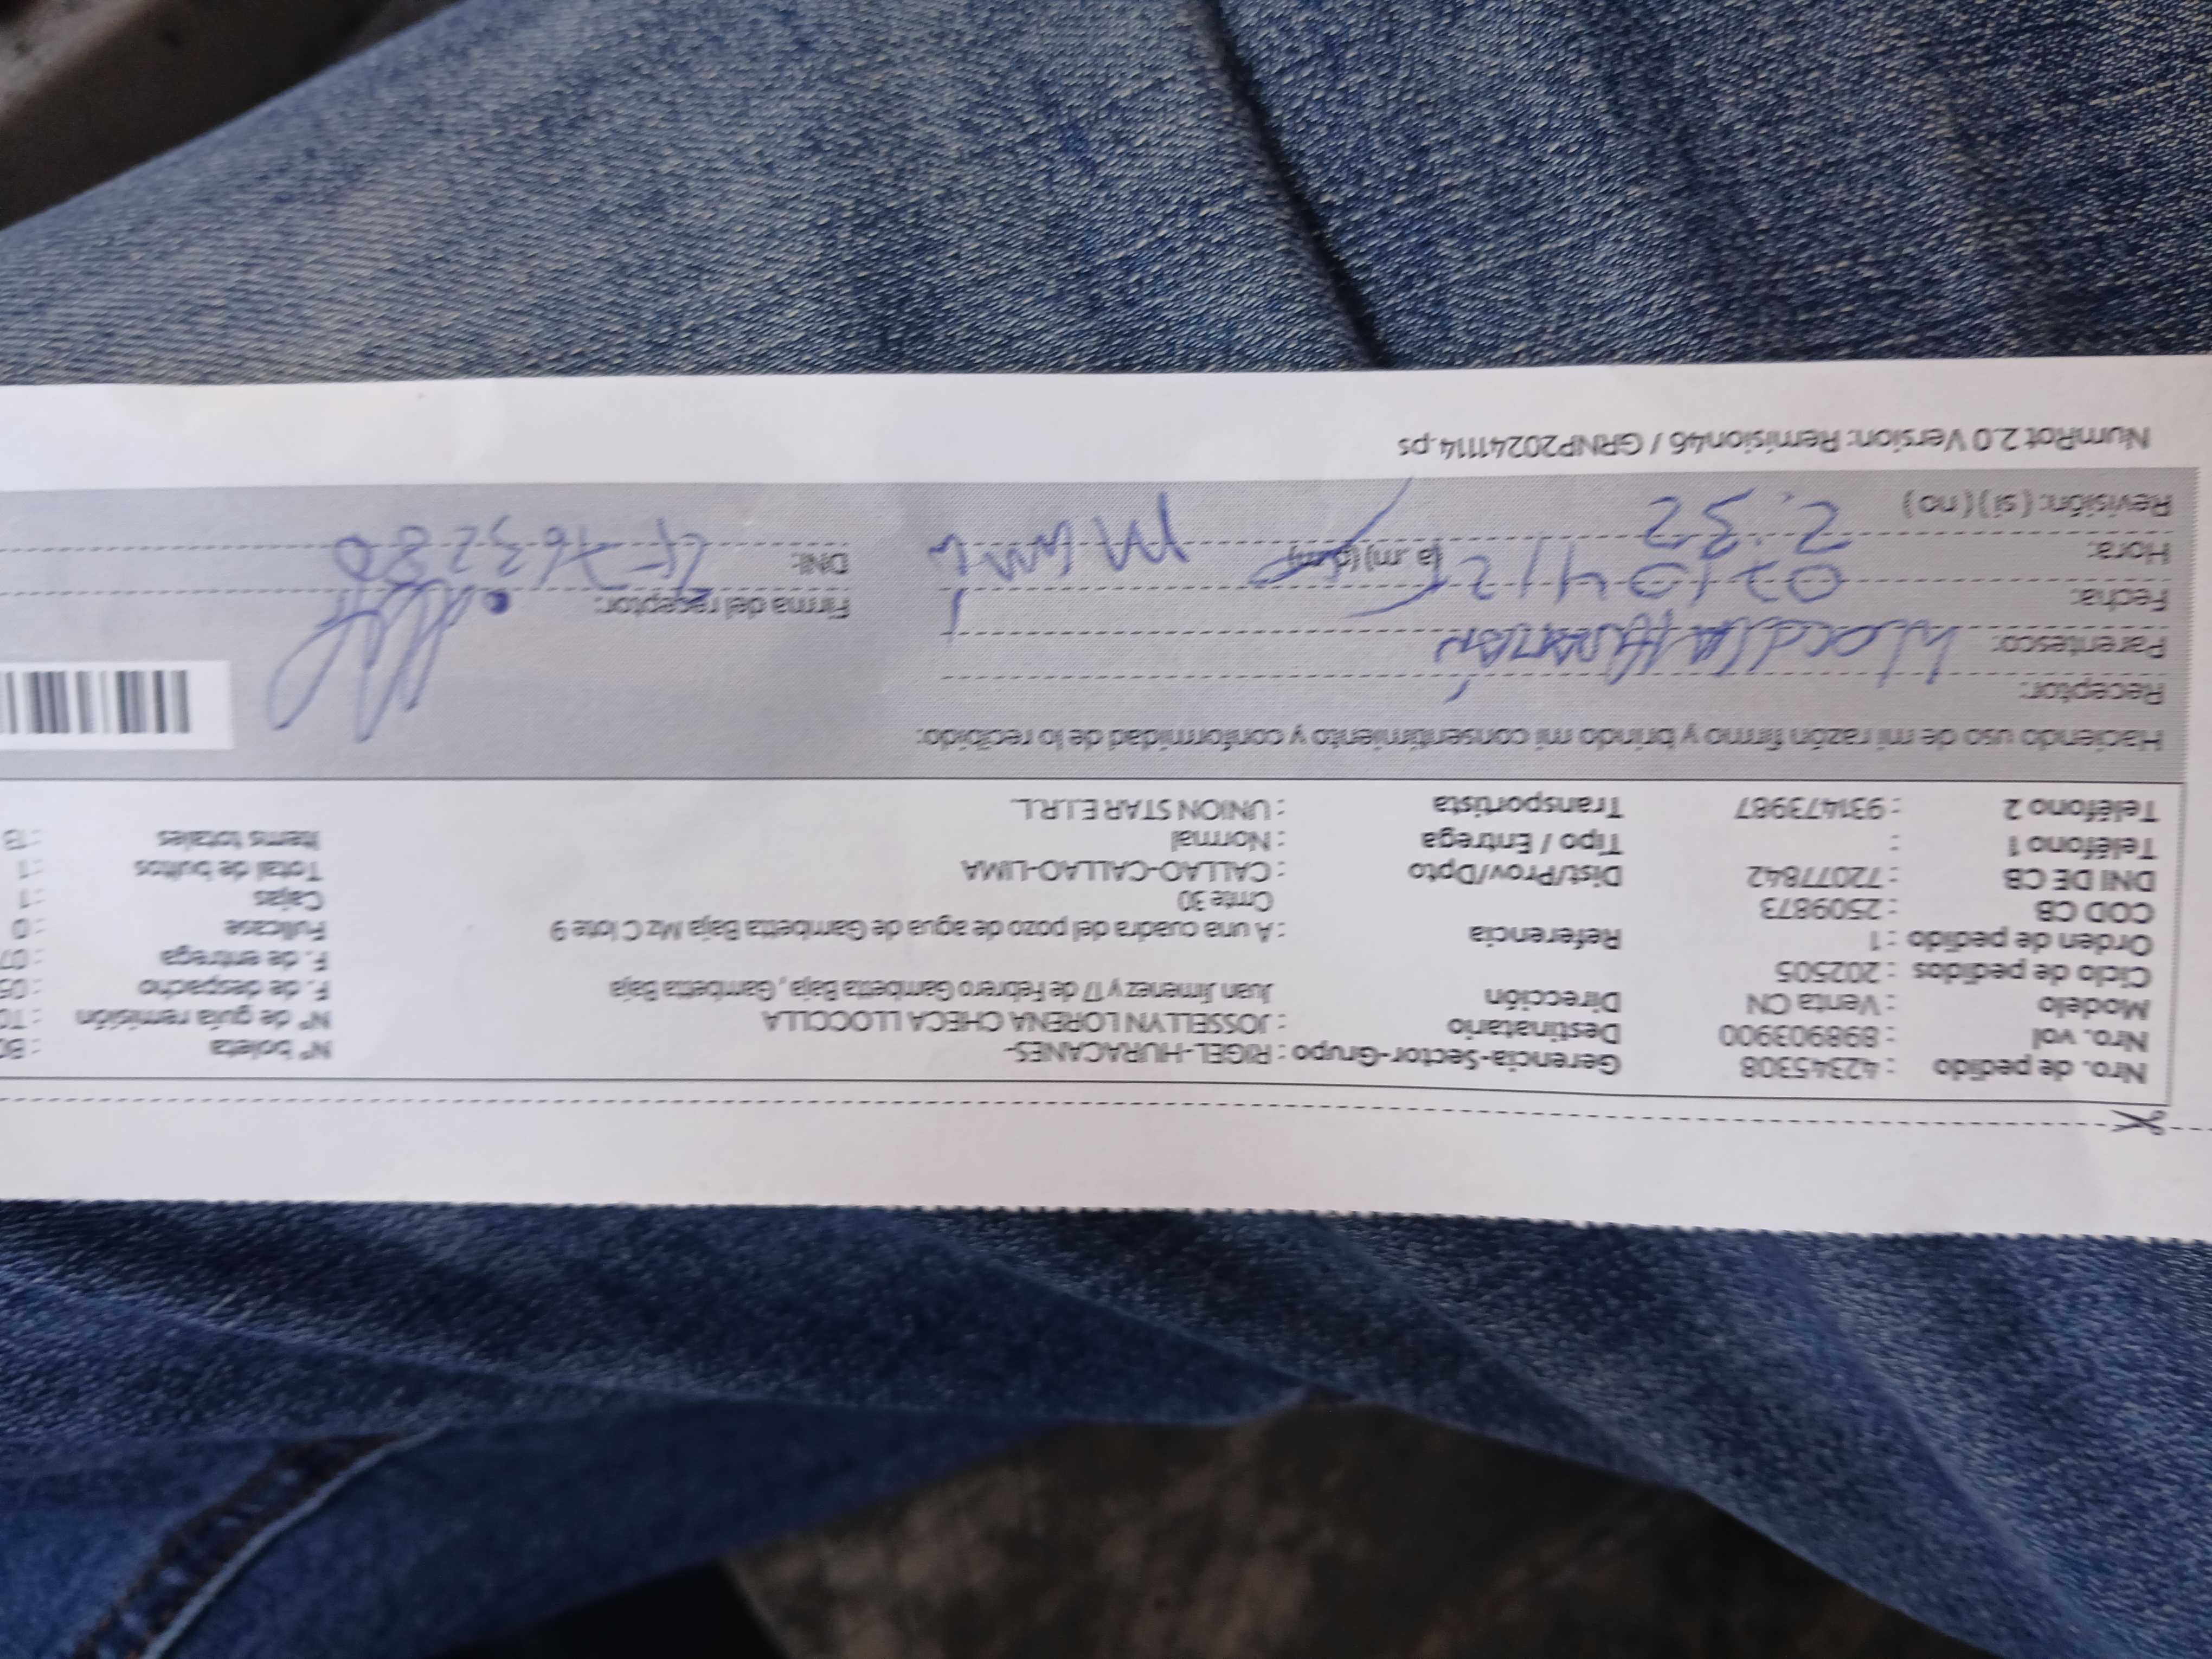 Nro. de pedido : 42345308 Gerencia-Sector-Grupo : RIGEL-HURACANES- Nº boleta
Nro. vol : 898903900 Destinatario : JOSSELLYN LORENA CHECA LLOCCLLA Nº de guía remisión
Modelo : Venta CN Dirección Juan Jimenez y 17 de Febrero Gambetta Baja , Gambetta Baja F. de despacho
Ciclo de pedidos : 202505 F. de entrega : 07
Orden de pedido : 1 Referencia : A una cuadra del pozo de agua de Gambetta Baja Mz C lote 9 Fullcase : 0
COD CB : 2509873 Cmte 30 Cajas : 1
DNI DE CB : 72077842 Dist/Prov/Dpto : CALLAO-CALLAO-LIMA Total de bultos : 1
Teléfono 1 : Tipo / Entrega : Normal Items totales : 13
Teléfono 2 : 931473987 Transportista : UNION STAR E.I.R.L.
Haciendo uso de mi razón firmo y brindo mi consentimiento y conformidad de lo recibido:
Receptor:
Parentesco:
Fecha: Firma del receptor:
Hora: (a .m) (p.m) DNI:
Revisión: ( si ) ( no ) 2:32
NumRot 2.0 Version: Remision46 / GRNP20241114.ps